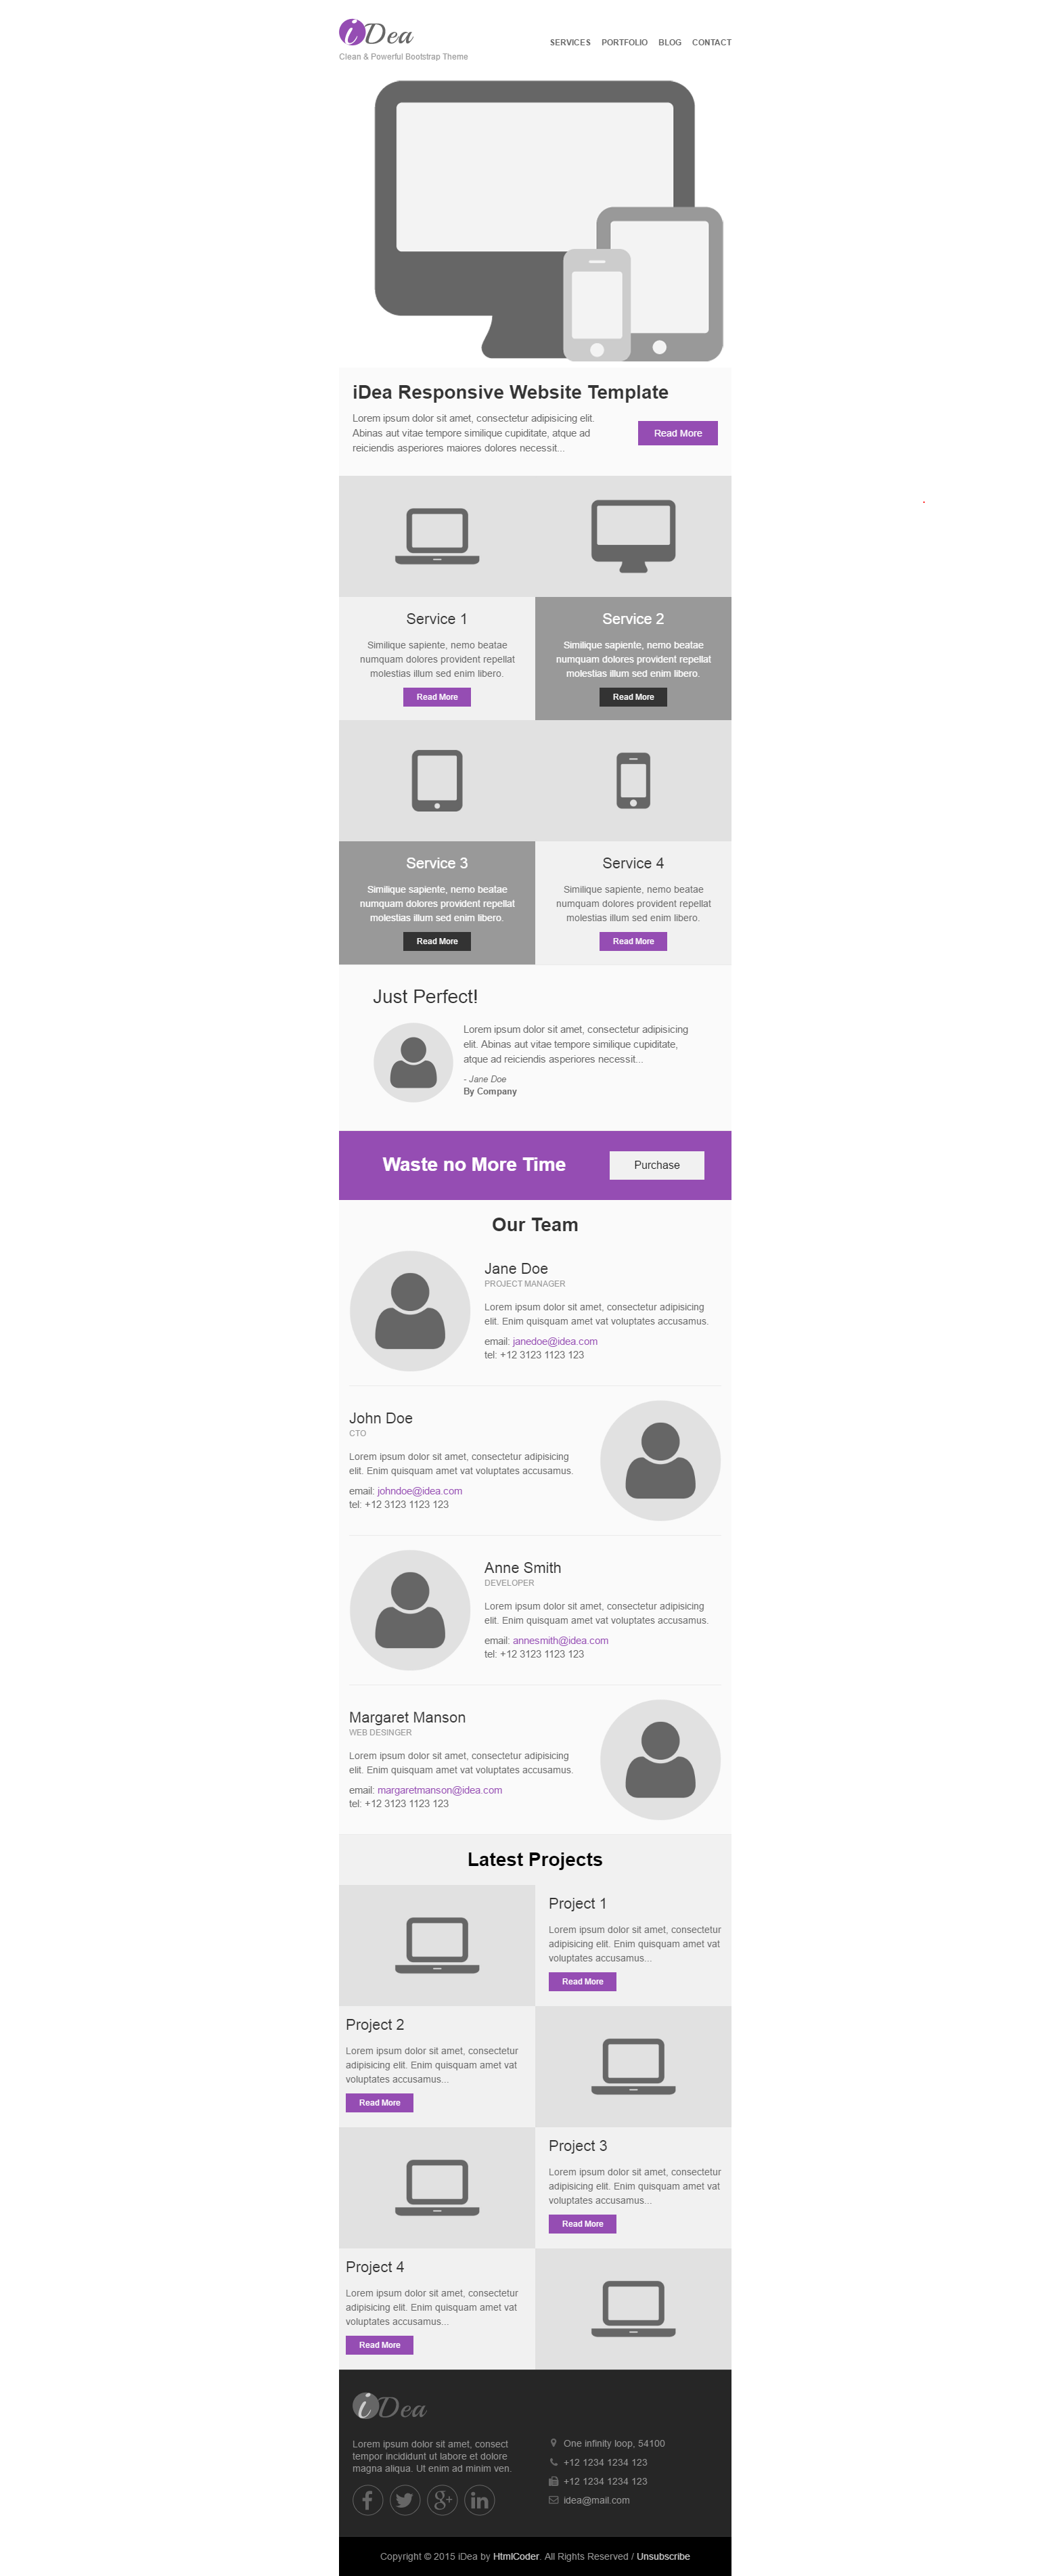 iDea
Clean & Powerful Bootstrap Theme
SERVICES PORTFOLIO BLOG CONTACT
iDea Responsive Website Template
Lorem ipsum dolor sit amet, consectetur adipisicing elit.
Abinas aut vitae tempore similique cupiditate, atque ad
reiciendis asperiores maiores dolores necessit...
Read More
Service 1
Similique sapiente, nemo beatae
numquam dolores provident repellat
molestias illum sed enim libero.
Read More
Service 2
Similique sapiente, nemo beatae
numquam dolores provident repellat
molestias illum sed enim libero.
Read More
Service 3
Similique sapiente, nemo beatae
numquam dolores provident repellat
molestias illum sed enim libero.
Read More
Service 4
Similique sapiente, nemo beatae
numquam dolores provident repellat
molestias illum sed enim libero.
Read More
Just Perfect!
Lorem ipsum dolor sit amet, consectetur adipisicing
elit. Abinas aut vitae tempore similique cupiditate,
atque ad reiciendis asperiores necessit...
- Jane Doe
By Company
Waste no More Time
Purchase
Our Team
Jane Doe
PROJECT MANAGER
Lorem ipsum dolor sit amet, consectetur adipisicing
elit. Enim quisquam amet vat voluptates accusamus.
email: janedoe@idea.com
tel: +12 3123 1123 123
John Doe
CTO
Lorem ipsum dolor sit amet, consectetur adipisicing
elit. Enim quisquam amet vat voluptates accusamus.
email: johndoe@idea.com
tel: +12 3123 1123 123
Anne Smith
DEVELOPER
Lorem ipsum dolor sit amet, consectetur adipisicing
elit. Enim quisquam amet vat voluptates accusamus.
email: annesmith@idea.com
tel: +12 3123 1123 123
Margaret Manson
WEB DESINGER
Lorem ipsum dolor sit amet, consectetur adipisicing
elit. Enim quisquam amet vat voluptates accusamus.
email: margaretmanson@idea.com
tel: +12 3123 1123 123
Latest Projects
Project 1
Lorem ipsum dolor sit amet, consectetur
adipisicing elit. Enim quisquam amet vat
voluptates accusamus...
Read More
Project 2
Lorem ipsum dolor sit amet, consectetur
adipisicing elit. Enim quisquam amet vat
voluptates accusamus...
Read More
Project 3
Lorem ipsum dolor sit amet, consectetur
adipisicing elit. Enim quisquam amet vat
voluptates accusamus...
Read More
Project 4
Lorem ipsum dolor sit amet, consectetur
adipisicing elit. Enim quisquam amet vat
voluptates accusamus...
Read More
iDea
Lorem ipsum dolor sit amet, consect
tempor incididunt ut labore et dolore
magna aliqua. Ut enim ad minim ven.
One infinity loop, 54100
+12 1234 1234 123
+12 1234 1234 123
idea@mail.com
Copyright © 2015 iDea by HtmlCoder. All Rights Reserved / Unsubscribe